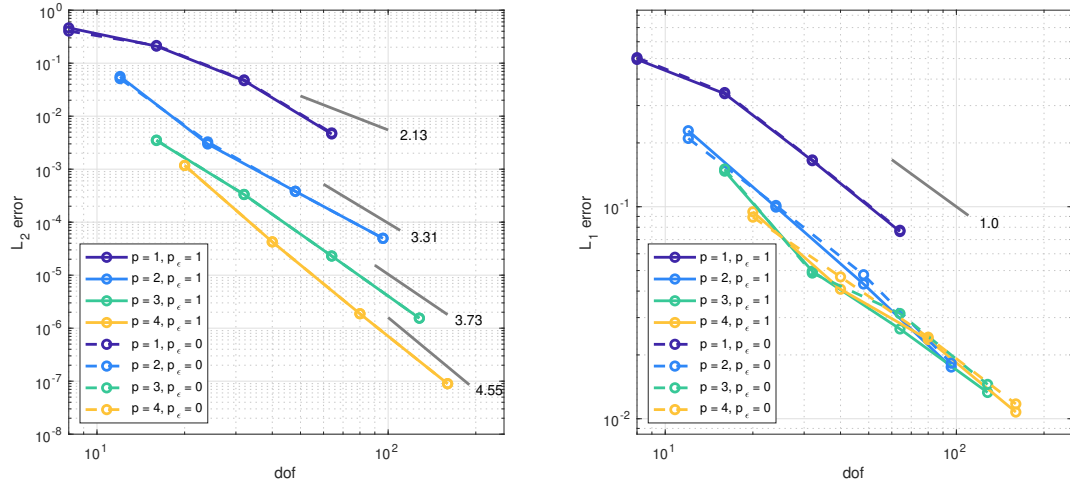 10^0
10^-1
10^-2
10^-3
10^-4
10^-5
10^-6
10^-7
10^-8
L_2 error
2.13
3.31
3.73
4.55
p = 1, p_ϵ = 1
p = 2, p_ϵ = 1
p = 3, p_ϵ = 1
p = 4, p_ϵ = 1
p = 1, p_ϵ = 0
p = 2, p_ϵ = 0
p = 3, p_ϵ = 0
p = 4, p_ϵ = 0
10^1
10^2
dof
10^0
10^-1
10^-2
L_1 error
1.0
p = 1, p_ϵ = 1
p = 2, p_ϵ = 1
p = 3, p_ϵ = 1
p = 4, p_ϵ = 1
p = 1, p_ϵ = 0
p = 2, p_ϵ = 0
p = 3, p_ϵ = 0
p = 4, p_ϵ = 0
10^1
10^2
dof